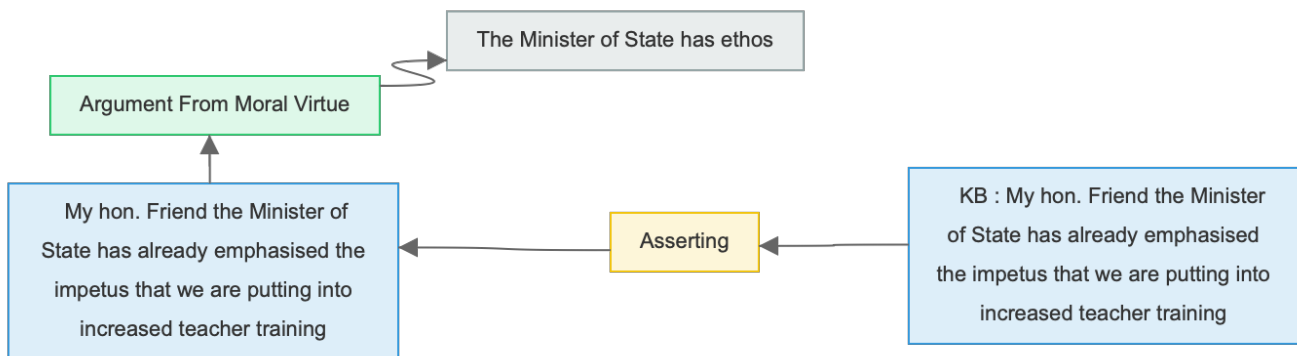 The Minister of State has ethos
Argument From Moral Virtue
My hon. Friend the Minister of
State has already emphasised the
impetus that we are putting into
increased teacher training
Asserting
KB : My hon. Friend the Minister
of State has already emphasised
the impetus that we are putting into
increased teacher training